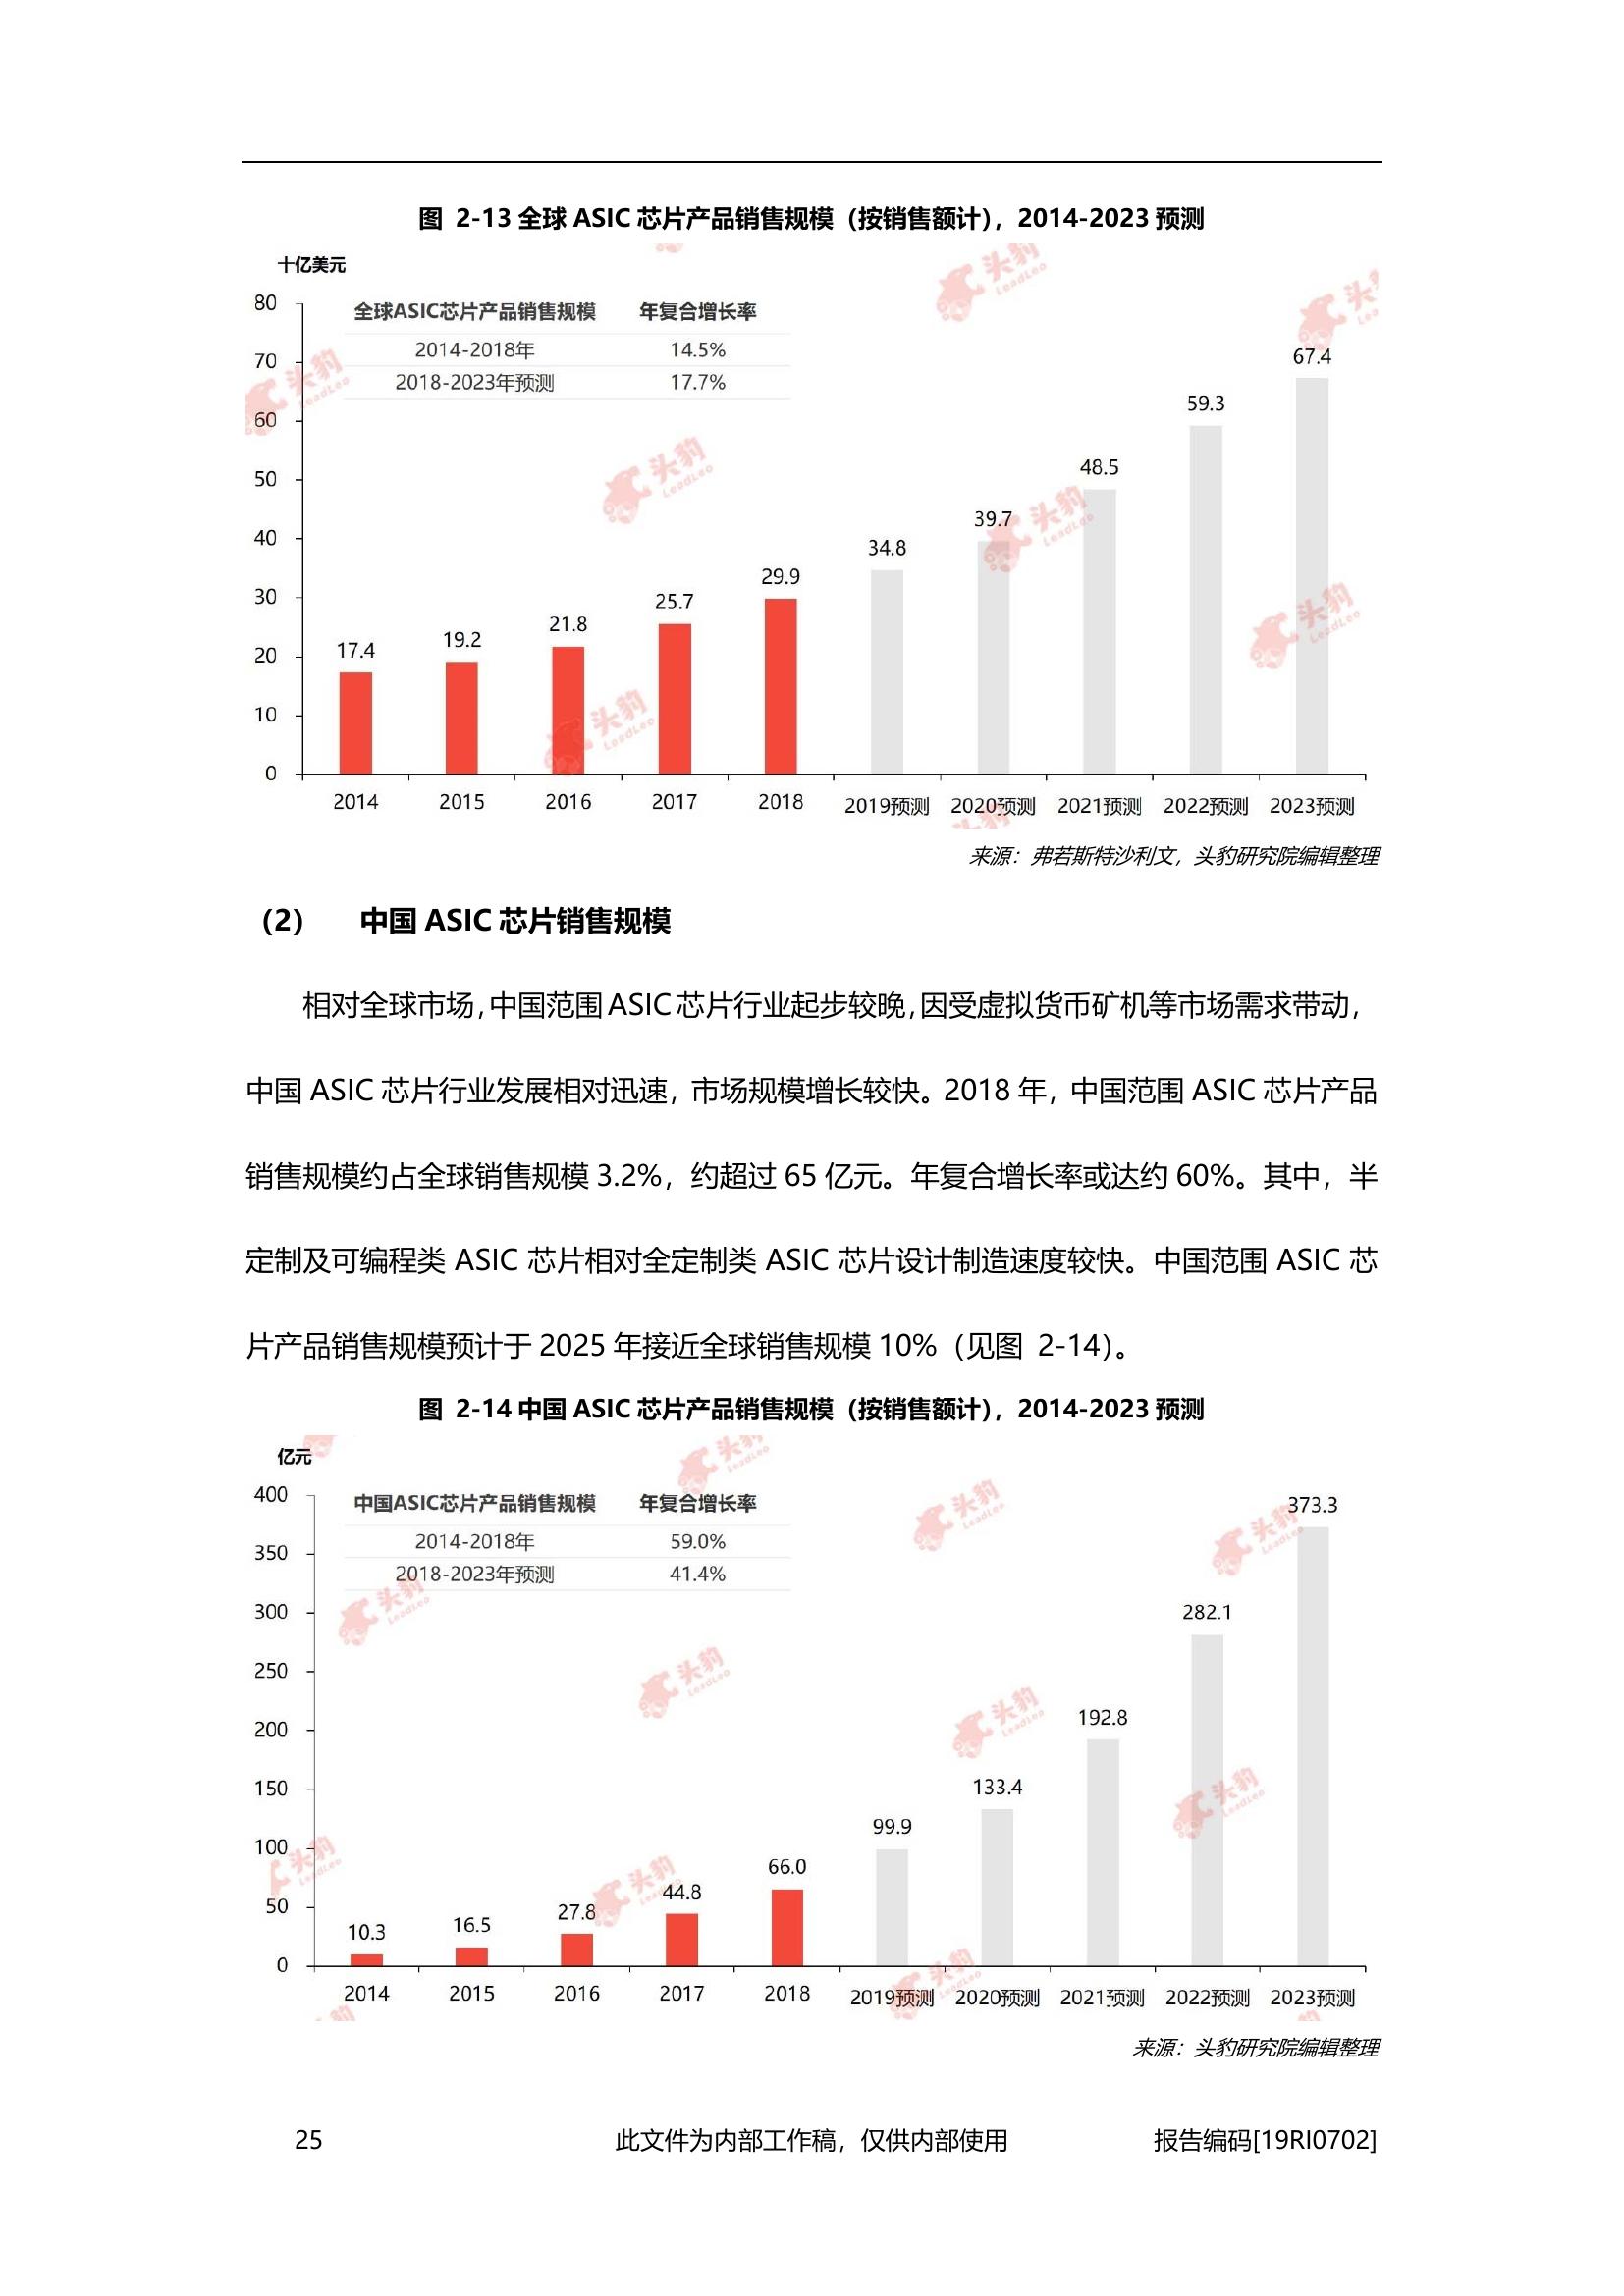 图 2-13 全球 ASIC 芯片产品销售规模（按销售额计），2014-2023 预测
十亿美元
全球ASIC芯片产品销售规模 年复合增长率
2014-2018年 14.5%
2018-2023年预测 17.7%
80
70
60
50
40
30
20
10
0
17.4
19.2
21.8
25.7
29.9
34.8
39.7
48.5
59.3
67.4
2014 2015 2016 2017 2018 2019预测 2020预测 2021预测 2022预测 2023预测
头豹
LeadLeo
来源：弗若斯特沙利文，头豹研究院编辑整理
（2） 中国 ASIC 芯片销售规模
相对全球市场，中国范围 ASIC 芯片行业起步较晚，因受虚拟货币矿机等市场需求带动，
中国 ASIC 芯片行业发展相对迅速，市场规模增长较快。2018 年，中国范围 ASIC 芯片产品
销售规模约占全球销售规模 3.2%，约超过 65 亿元。年复合增长率或达约 60%。其中，半
定制及可编程类 ASIC 芯片相对全定制类 ASIC 芯片设计制造速度较快。中国范围 ASIC 芯
片产品销售规模预计于 2025 年接近全球销售规模 10%（见图 2-14）。
图 2-14 中国 ASIC 芯片产品销售规模（按销售额计），2014-2023 预测
亿元
中国ASIC芯片产品销售规模 年复合增长率
2014-2018年 59.0%
2018-2023年预测 41.4%
400
350
300
250
200
150
100
50
0
10.3
16.5
27.8
44.8
66.0
99.9
133.4
192.8
282.1
373.3
2014 2015 2016 2017 2018 2019预测 2020预测 2021预测 2022预测 2023预测
头豹
LeadLeo
来源：头豹研究院编辑整理
25 此文件为内部工作稿，仅供内部使用 报告编码[19RI0702]